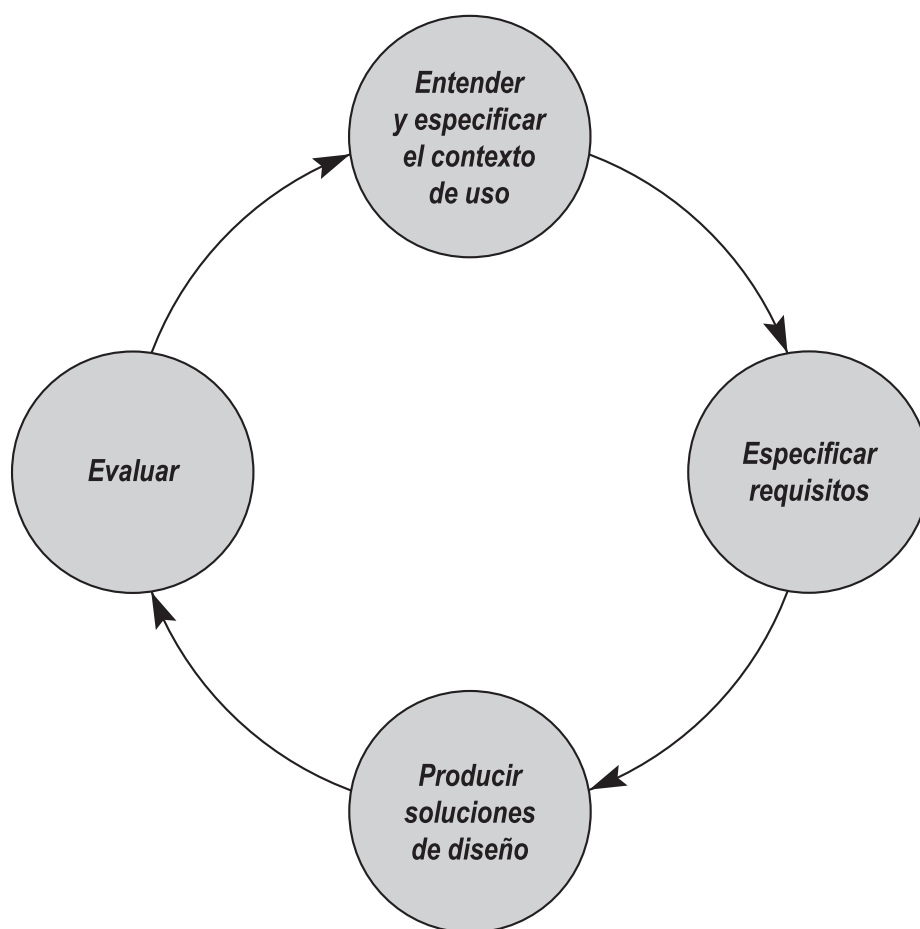 Entender
y especificar
el contexto
de uso
Especificar
requisitos
Producir
soluciones
de diseño
Evaluar